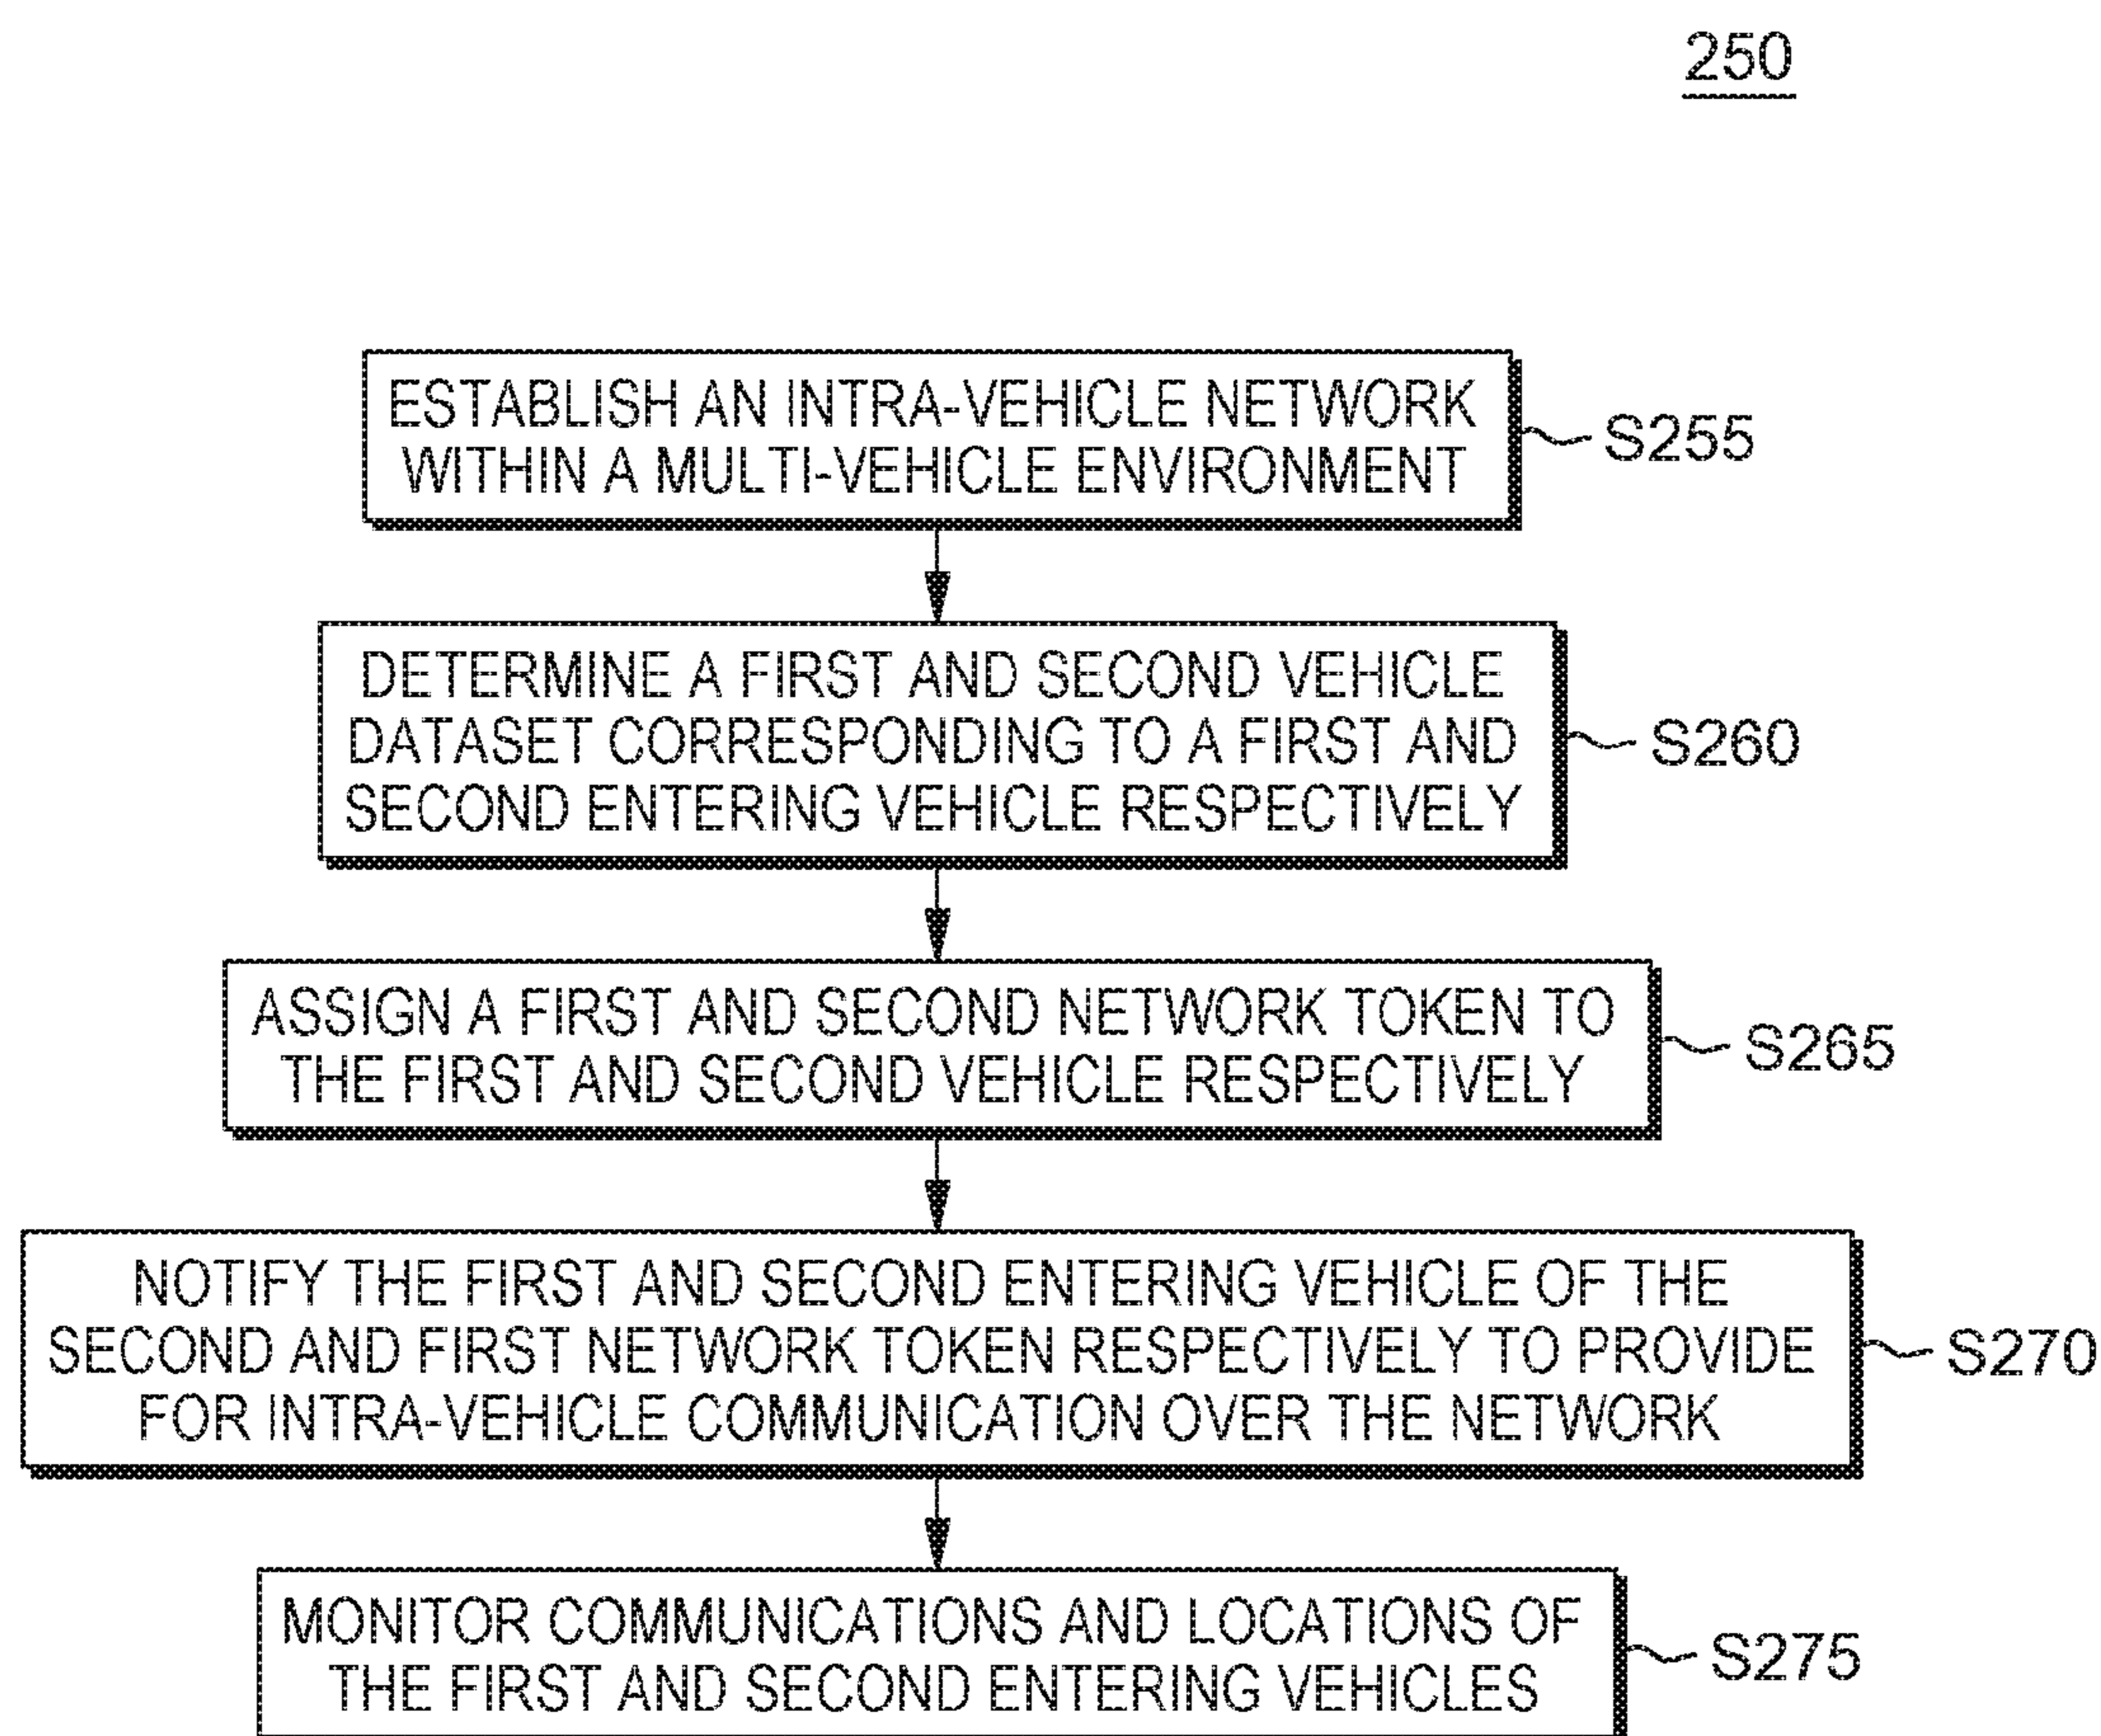 250
ESTABLISH AN INTRA-VEHICLE NETWORK
WITHIN A MULTI-VEHICLE ENVIRONMENT
S255
DETERMINE A FIRST AND SECOND VEHICLE
DATASET CORRESPONDING TO A FIRST AND
SECOND ENTERING VEHICLE RESPECTIVELY
S260
ASSIGN A FIRST AND SECOND NETWORK TOKEN TO
THE FIRST AND SECOND VEHICLE RESPECTIVELY
S265
NOTIFY THE FIRST AND SECOND ENTERING VEHICLE OF THE
SECOND AND FIRST NETWORK TOKEN RESPECTIVELY TO PROVIDE
FOR INTRA-VEHICLE COMMUNICATION OVER THE NETWORK
S270
MONITOR COMMUNICATIONS AND LOCATIONS OF
THE FIRST AND SECOND ENTERING VEHICLES
S275